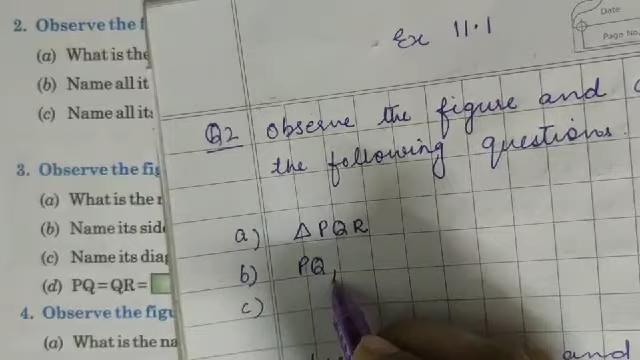 2. Observe the f
(a) What is the
(b) Name all it
(c) Name all its
3. Observe the fig
(a) What is the n
(b) Name its sid
(c) Name its diag
(d) PQ = QR =
4. Observe the figu
(a) What is the na
Date
Page No.
Ex 11.1
Q2 Observe the figure and
the following questions.
a) Δ PQR
b) PQ,
c)
and